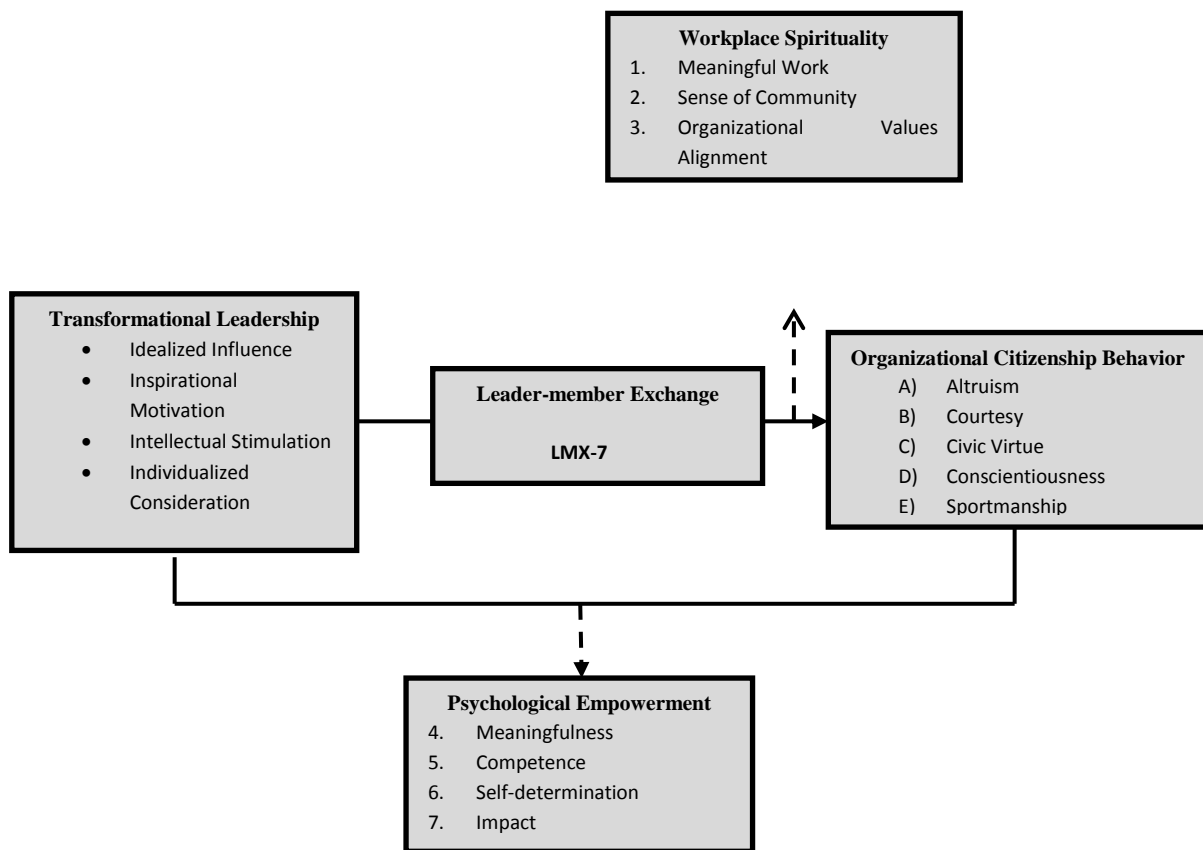 Workplace Spirituality
1. Meaningful Work
2. Sense of Community
3. Organizational Values
Alignment
Transformational Leadership
• Idealized Influence
• Inspirational
Motivation
• Intellectual Stimulation
• Individualized
Consideration
Leader-member Exchange
LMX-7
Organizational Citizenship Behavior
A) Altruism
B) Courtesy
C) Civic Virtue
D) Conscientiousness
E) Sportmanship
Psychological Empowerment
4. Meaningfulness
5. Competence
6. Self-determination
7. Impact